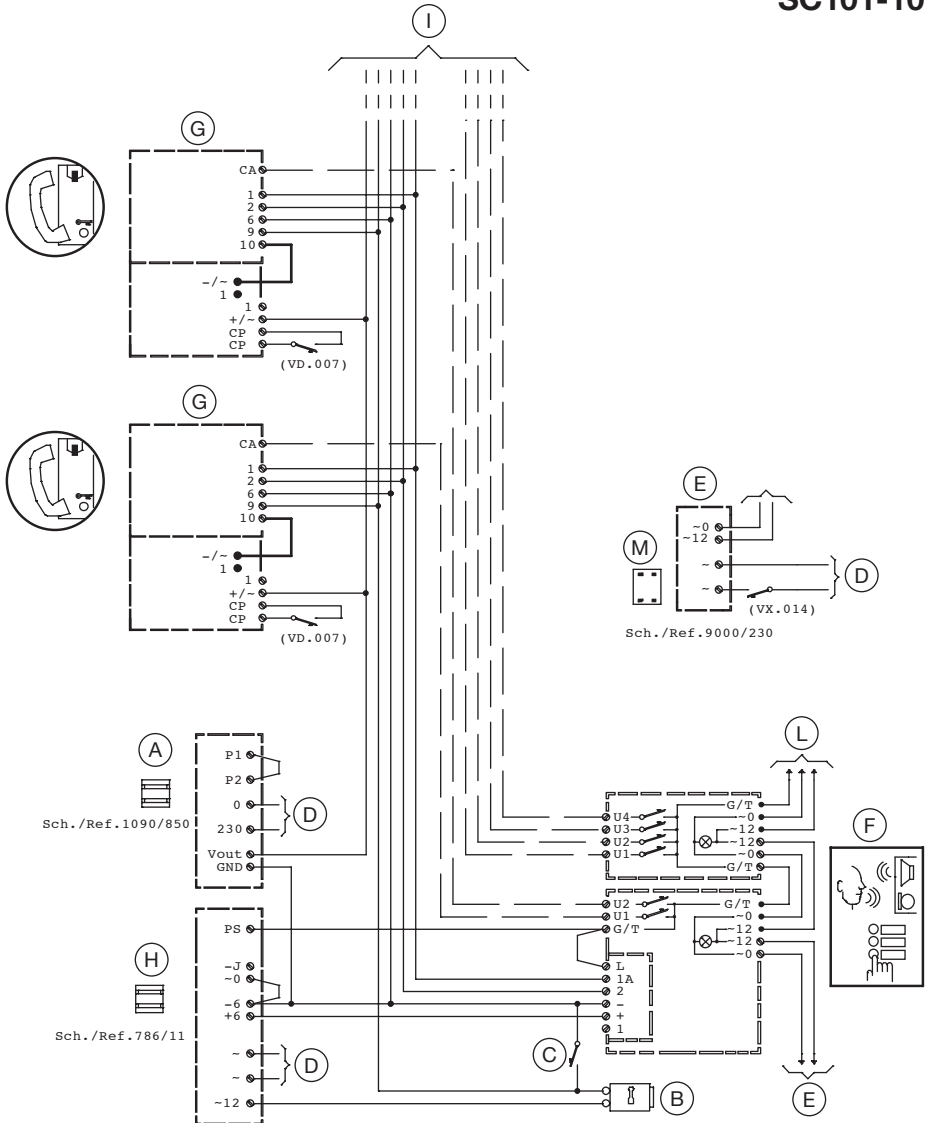 SC101-10
I
G
CA
1
2
6
9
10
-/~
1
1
+/~
CP
CP
(VD.007)
G
CA
1
2
6
9
10
-/~
1
1
+/~
CP
CP
(VD.007)
E
~0
~12
~
~
M
D
(VX.014)
Sch./Ref.9000/230
A
P1
P2
0
230
D
Sch./Ref.1090/850
Vout
GND
L
U4
U3
U2
U1
G/T
~0
~12
~12
~0
G/T
F
U2
U1
G/T
G/T
~0
~12
~12
~0
L
1A
2
-
+
1
H
PS
-J
~0
-6
+6
Sch./Ref.786/11
~
~
D
~12
C
B
E